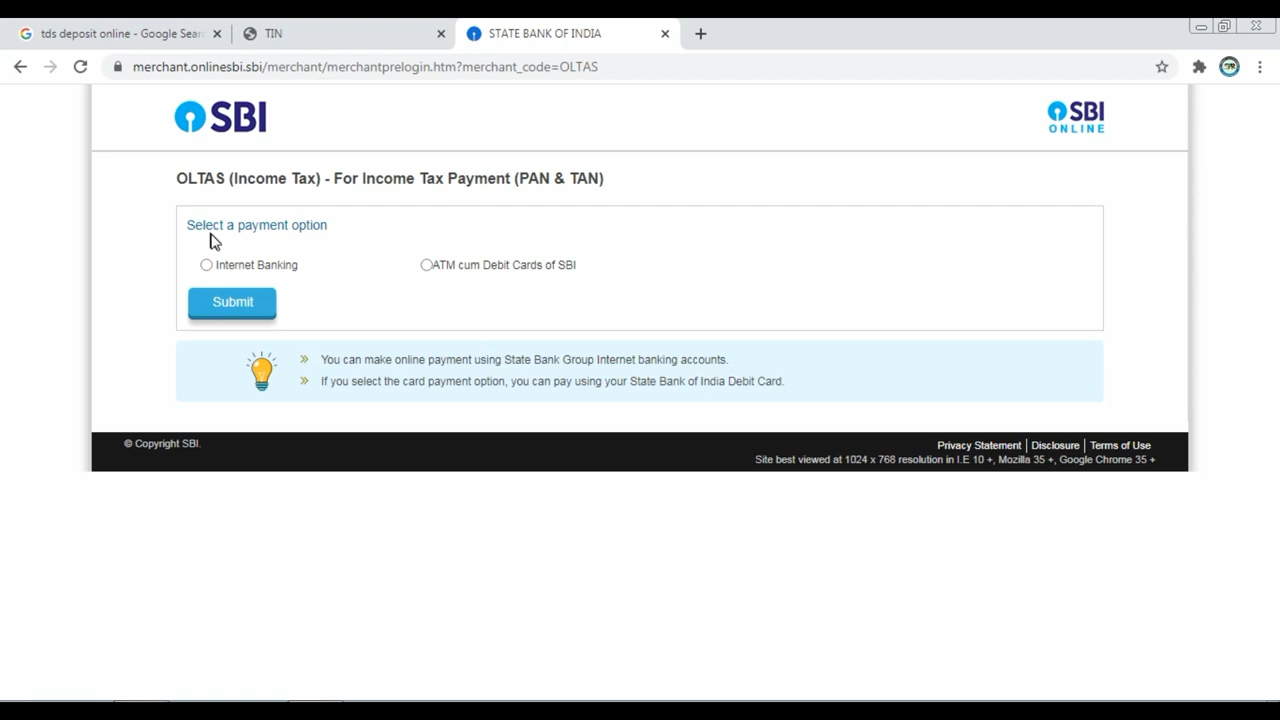 tds deposit online - Google Sear
TIN
STATE BANK OF INDIA
merchant.onlinesbi.sbi/merchant/merchantprelogin.htm?merchant_code=OLTAS
SBI
SBI
ONLINE
OLTAS (Income Tax) - For Income Tax Payment (PAN & TAN)
Select a payment option
Internet Banking
ATM cum Debit Cards of SBI
Submit
» You can make online payment using State Bank Group Internet banking accounts.
» If you select the card payment option, you can pay using your State Bank of India Debit Card.
© Copyright SBI.
Privacy Statement | Disclosure | Terms of Use
Site best viewed at 1024 x 768 resolution in I.E 10 +, Mozilla 35 +, Google Chrome 35 +